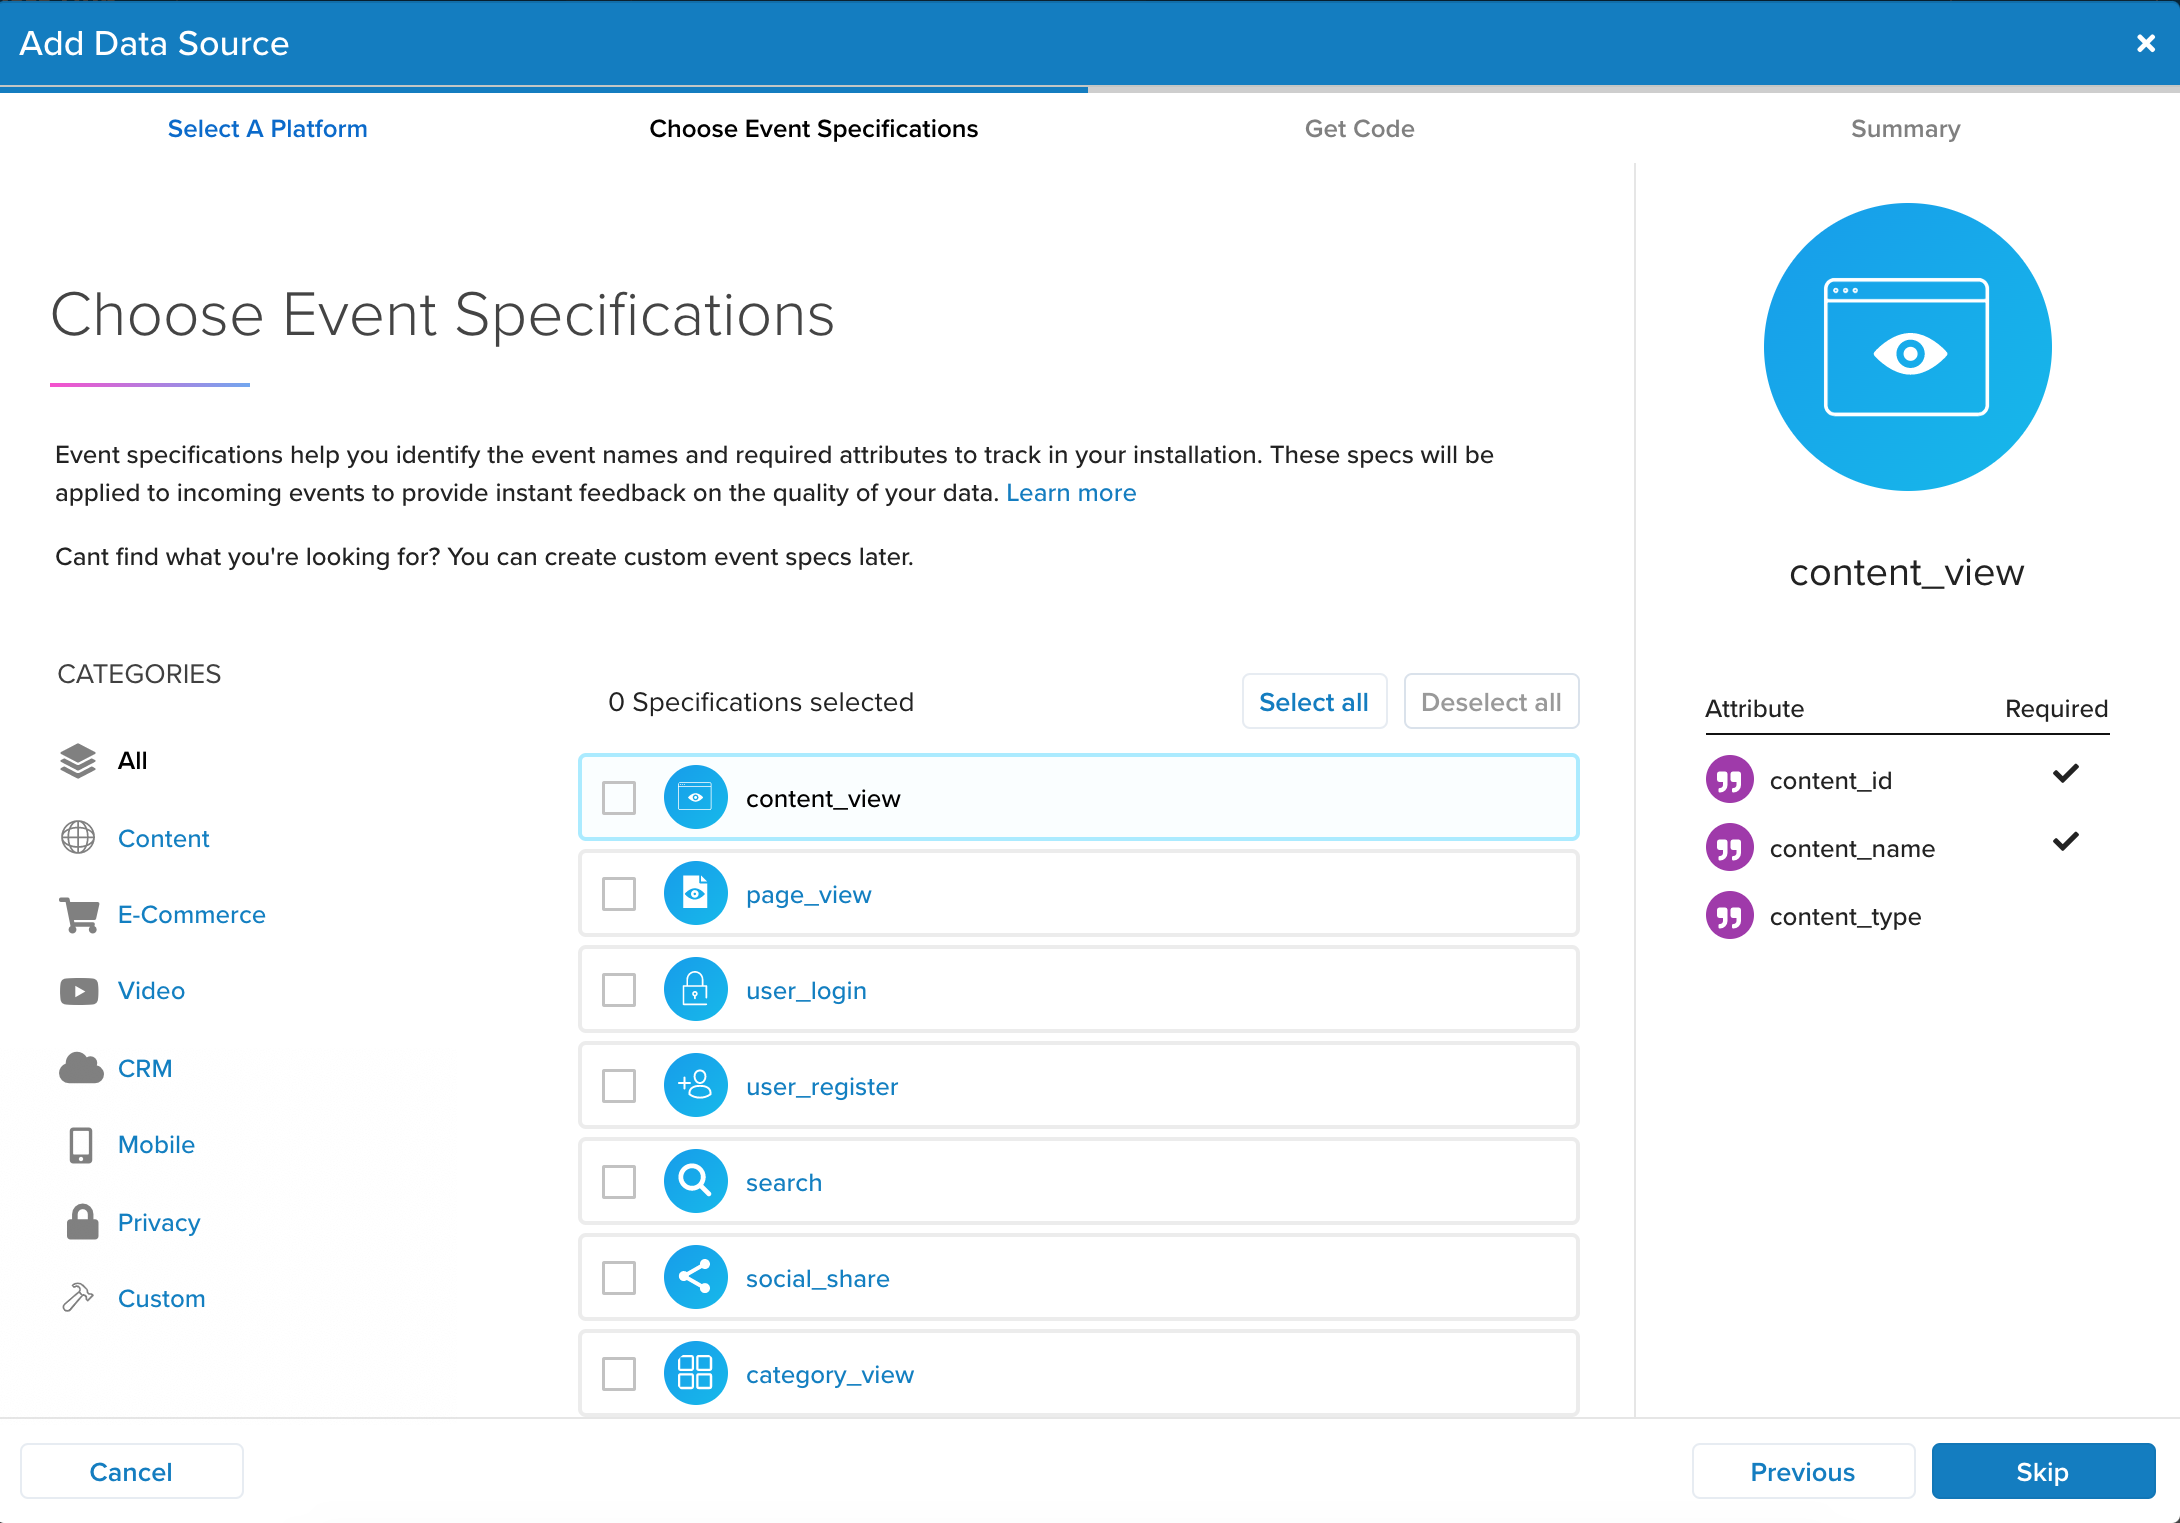 Add Data Source
Select A Platform
Choose Event Specifications
Get Code
Summary
Choose Event Specifications
Event specifications help you identify the event names and required attributes to track in your installation. These specs will be
applied to incoming events to provide instant feedback on the quality of your data. Learn more
Cant find what you're looking for? You can create custom event specs later.
CATEGORIES
All
Content
E-Commerce
Video
CRM
Mobile
Privacy
Custom
0 Specifications selected
Select all
Deselect all
content_view
page_view
user_login
user_register
search
social_share
category_view
content_view
Attribute Required
content_id
content_name
content_type
Cancel
Previous
Skip